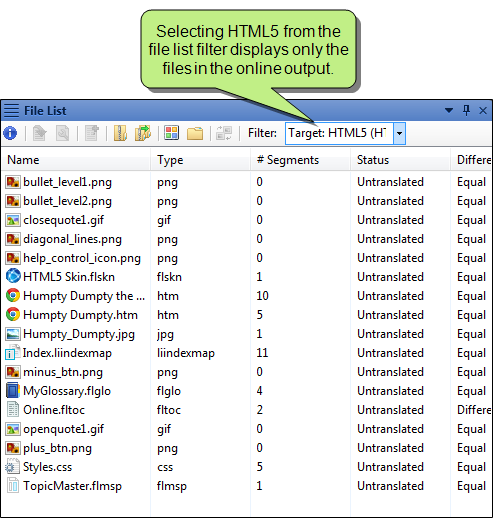 Selecting HTML5 from the
file list filter displays only the
files in the online output.
File List
Filter: Target: HTML5 (HT
Name Type # Segments Status Differe
bullet_level1.png png 0 Untranslated Equal
bullet_level2.png png 0 Untranslated Equal
closequote1.gif gif 0 Untranslated Equal
diagonal_lines.png png 0 Untranslated Equal
help_control_icon.png png 0 Untranslated Equal
HTML5 Skin.flskn flskn 1 Untranslated Equal
Humpty Dumpty the ... htm 10 Untranslated Equal
Humpty Dumpty.htm htm 5 Untranslated Equal
Humpty_Dumpty.jpg jpg 1 Untranslated Equal
Index.liindexmap liindexmap 11 Untranslated Equal
minus_btn.png png 0 Untranslated Equal
MyGlossary.flglo flglo 4 Untranslated Equal
Online.fltoc fltoc 2 Untranslated Differe
openquote1.gif gif 0 Untranslated Equal
plus_btn.png png 0 Untranslated Equal
Styles.css css 5 Untranslated Equal
TopicMaster.flmsp flmsp 1 Untranslated Equal